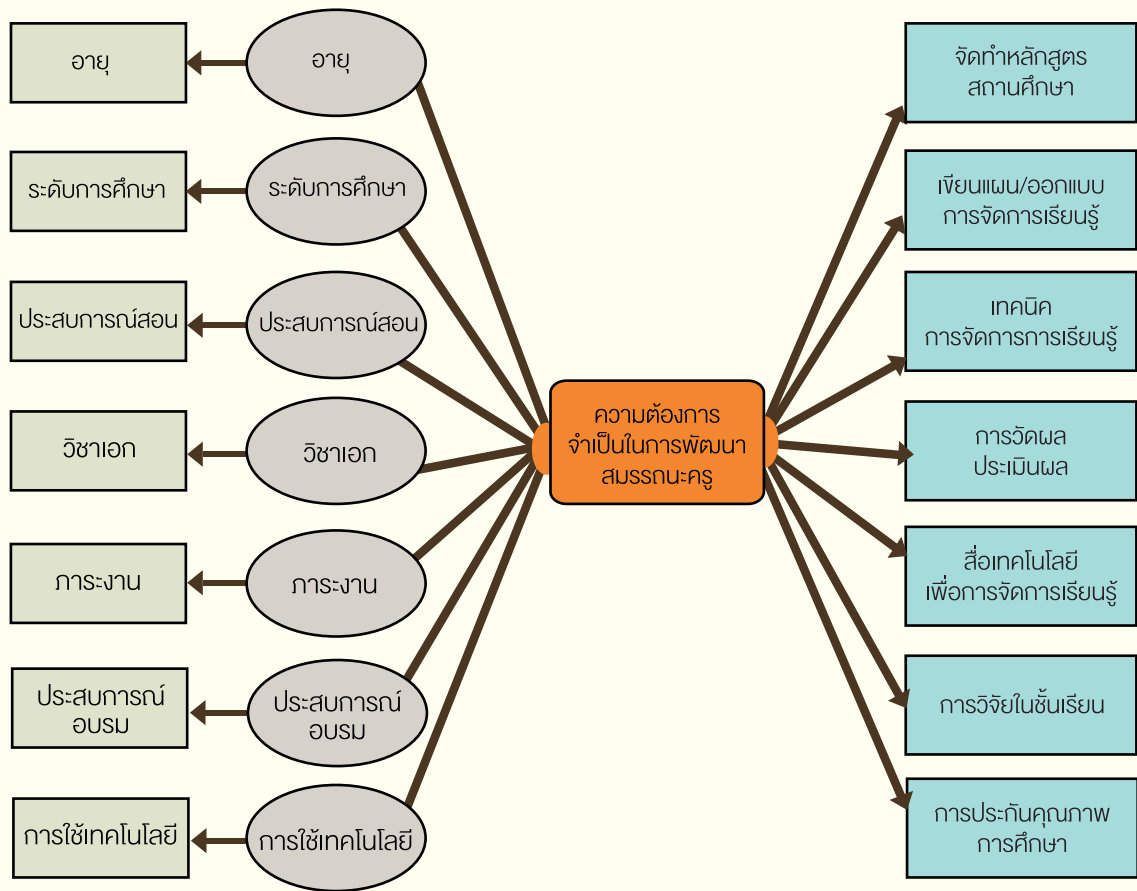 อายุ
ระดับการศึกษา
ประสบการณ์สอน
วิชาเอก
ภาระงาน
ประสบการณ์
อบรม
การใช้เทคโนโลยี
อายุ
ระดับการศึกษา
ประสบการณ์สอน
วิชาเอก
ภาระงาน
ประสบการณ์
อบรม
การใช้เทคโนโลยี
ความต้องการ
จำเป็นในการพัฒนา
สมรรถนะครู
จัดทำหลักสูตร
สถานศึกษา
เขียนแผน/ออกแบบ
การจัดการเรียนรู้
เทคนิค
การจัดการการเรียนรู้
การวัดผล
ประเมินผล
สื่อเทคโนโลยี
เพื่อการจัดการเรียนรู้
การวิจัยในชั้นเรียน
การประกันคุณภาพ
การศึกษา